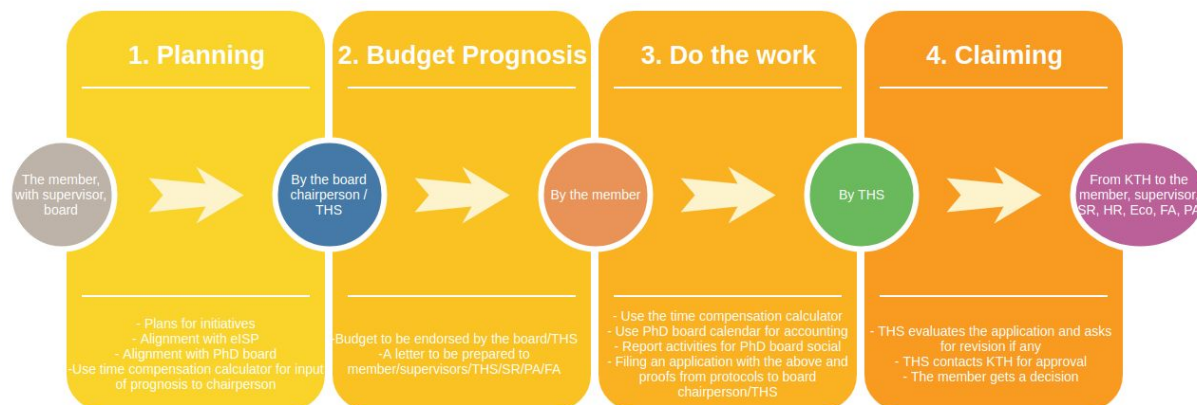 1. Planning
2. Budget Prognosis
3. Do the work
4. Claiming
The member,
with supervisor,
board
By the board
chairperson /
THS
By the member
By THS
From KTH to the
member, supervisor,
SR, HR, Eco, FA, PA
- Plans for initiatives
- Alignment with eISP
- Alignment with PhD board
-Use time compensation calculator for input
of prognosis to chairperson
-Budget to be endorsed by the board/THS
-A letter to be prepared to
member/supervisors/THS/SR/PA/FA
- Use the time compensation calculator
- Use PhD board calendar for accounting
- Report activities for PhD board social
- Filing an application with the above and
proofs from protocols to board
chairperson/THS
- THS evaluates the application and asks
for revision if any
- THS contacts KTH for approval
- The member gets a decision